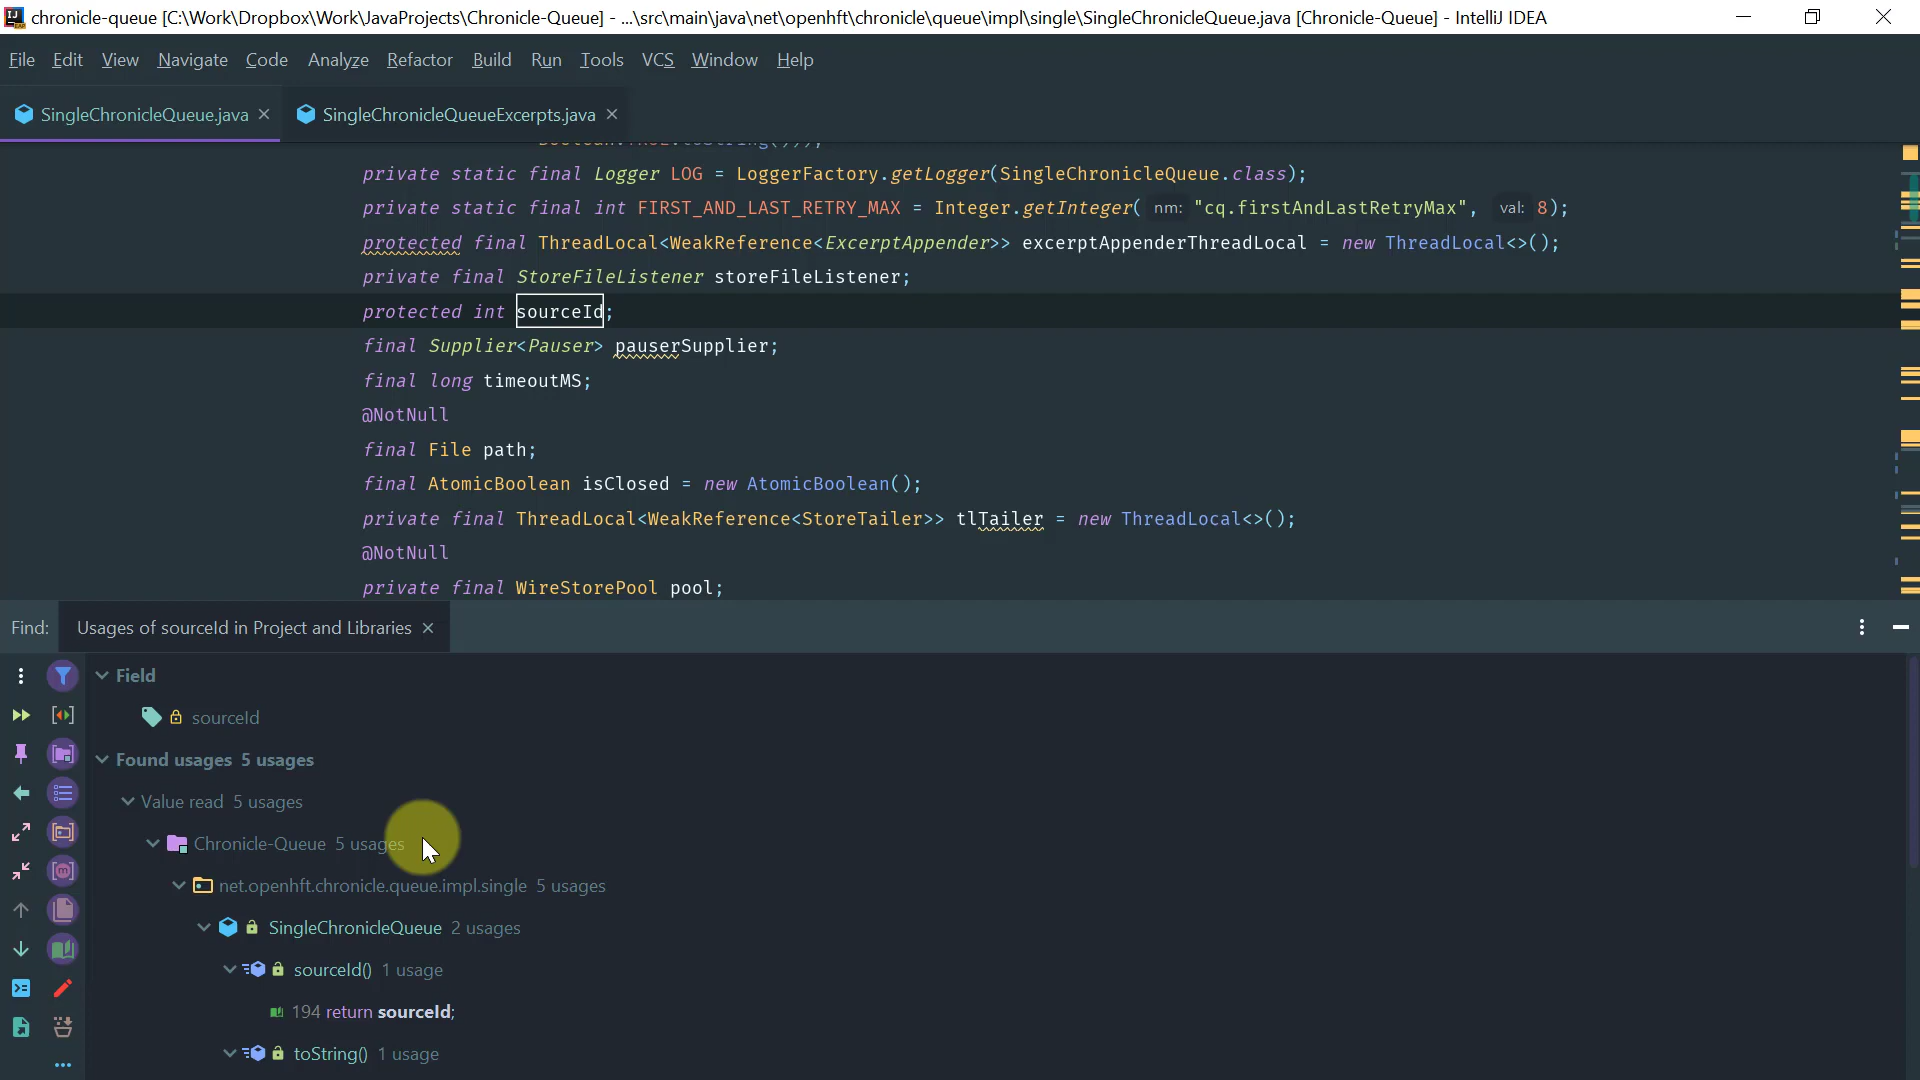 chronicle-queue [C:\Work\Dropbox\Work\JavaProjects\Chronicle-Queue] - ...\src\main\java\net\openhft\chronicle\queue\impl\single\SingleChronicleQueue.java [Chronicle-Queue] - IntelliJ IDEA
File Edit View Navigate Code Analyze Refactor Build Run Tools VCS Window Help
SingleChronicleQueue.java SingleChronicleQueueExcerpts.java
private static final Logger LOG = LoggerFactory.getLogger(SingleChronicleQueue.class);
private static final int FIRST_AND_LAST_RETRY_MAX = Integer.getInteger( nm: "cq.firstAndLastRetryMax", val: 8);
protected final ThreadLocal<WeakReference<ExcerptAppender>> excerptAppenderThreadLocal = new ThreadLocal<>();
private final StoreFileListener storeFileListener;
protected int sourceId;
final Supplier<Pauser> pauserSupplier;
final long timeoutMS;
@NotNull
final File path;
final AtomicBoolean isClosed = new AtomicBoolean();
private final ThreadLocal<WeakReference<StoreTailer>> tlTailer = new ThreadLocal<>();
@NotNull
private final WireStorePool pool;
Find: Usages of sourceId in Project and Libraries
Field
sourceId
Found usages 5 usages
Value read 5 usages
Chronicle-Queue 5 usages
net.openhft.chronicle.queue.impl.single 5 usages
SingleChronicleQueue 2 usages
sourceId() 1 usage
194 return sourceId;
toString() 1 usage